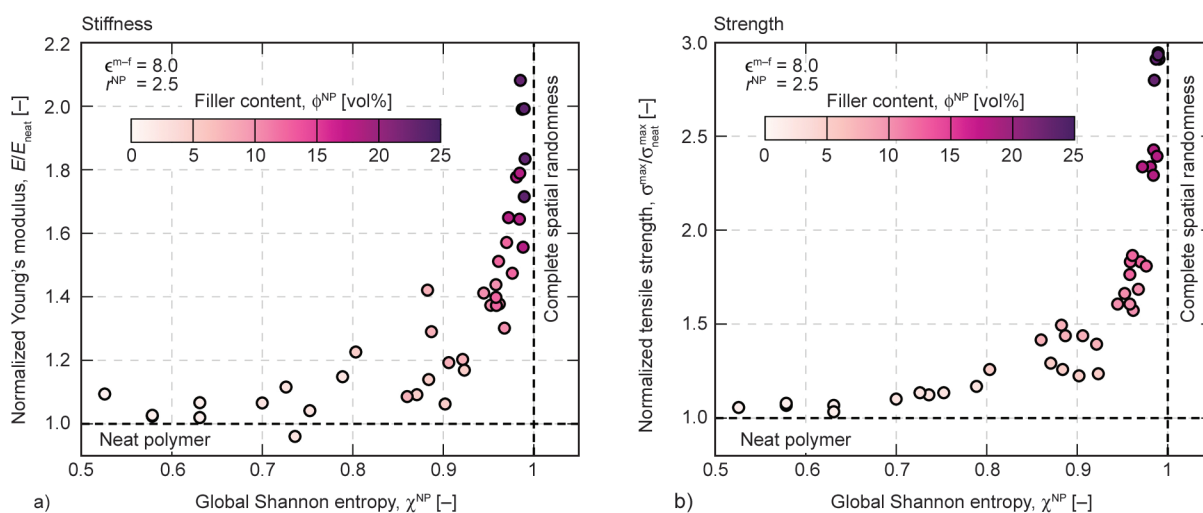 Stiffness
ϵᵐ⁻ᶠ = 8.0
rᴺᴾ = 2.5
Filler content, ϕᴺᴾ [vol%]
0 5 10 15 20 25
Normalized Young's modulus, E/Eₙₑₐₜ [–]
2.2
2.0
1.8
1.6
1.4
1.2
1.0
Neat polymer
Complete spatial randomness
0.5 0.6 0.7 0.8 0.9 1
Global Shannon entropy, χᴺᴾ [–]
a)
Strength
ϵᵐ⁻ᶠ = 8.0
rᴺᴾ = 2.5
Filler content, ϕᴺᴾ [vol%]
0 5 10 15 20 25
Normalized tensile strength, σᵐᵃˣ/σᵐᵃˣₙₑₐₜ [–]
3.0
2.5
2.0
1.5
1.0
Neat polymer
Complete spatial randomness
0.5 0.6 0.7 0.8 0.9 1
Global Shannon entropy, χᴺᴾ [–]
b)